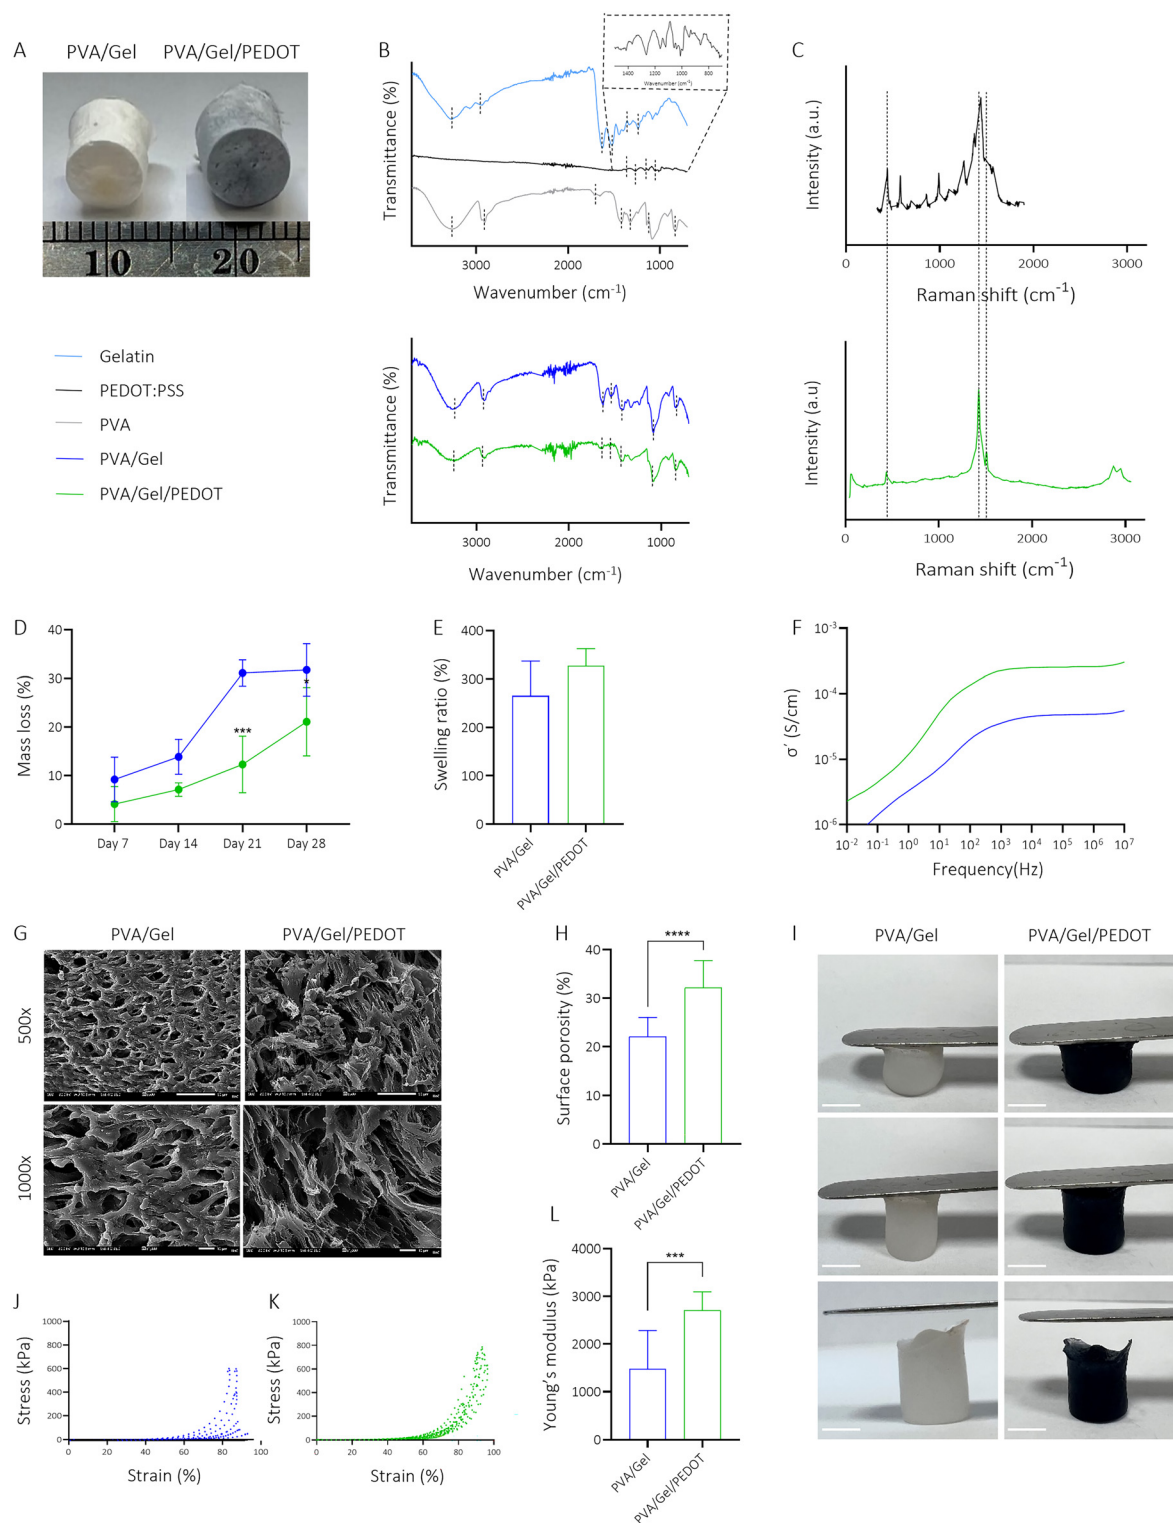 A
PVA/Gel
PVA/Gel/PEDOT
10
20
Gelatin
PEDOT:PSS
PVA
PVA/Gel
PVA/Gel/PEDOT
B
Transmittance (%)
1400 1200 1000 800
Wavenumber (cm⁻¹)
3000 2000 1000
Wavenumber (cm⁻¹)
Transmittance (%)
3000 2000 1000
Wavenumber (cm⁻¹)
C
Intensity (a.u.)
0 1000 2000 3000
Raman shift (cm⁻¹)
Intensity (a.u)
0 1000 2000 3000
Raman shift (cm⁻¹)
D
Mass loss (%)
40
30
20
10
0
***
*
Day 7 Day 14 Day 21 Day 28
E
Swelling ratio (%)
400
300
200
100
0
PVA/Gel
PVA/Gel/PEDOT
F
σ′ (S/cm)
10⁻³
10⁻⁴
10⁻⁵
10⁻⁶
10⁻² 10⁻¹ 10⁰ 10¹ 10² 10³ 10⁴ 10⁵ 10⁶ 10⁷
Frequency(Hz)
G
PVA/Gel
PVA/Gel/PEDOT
500x
1000x
H
Surface porosity (%)
40
30
20
10
0
****
PVA/Gel
PVA/Gel/PEDOT
I
PVA/Gel
PVA/Gel/PEDOT
J
Stress (kPa)
1000
800
600
400
200
0
0 20 40 60 80 100
Strain (%)
K
Stress (kPa)
1000
800
600
400
200
0
0 20 40 60 80 100
Strain (%)
L
Young's modulus (kPa)
4000
3000
2000
1000
0
***
PVA/Gel
PVA/Gel/PEDOT